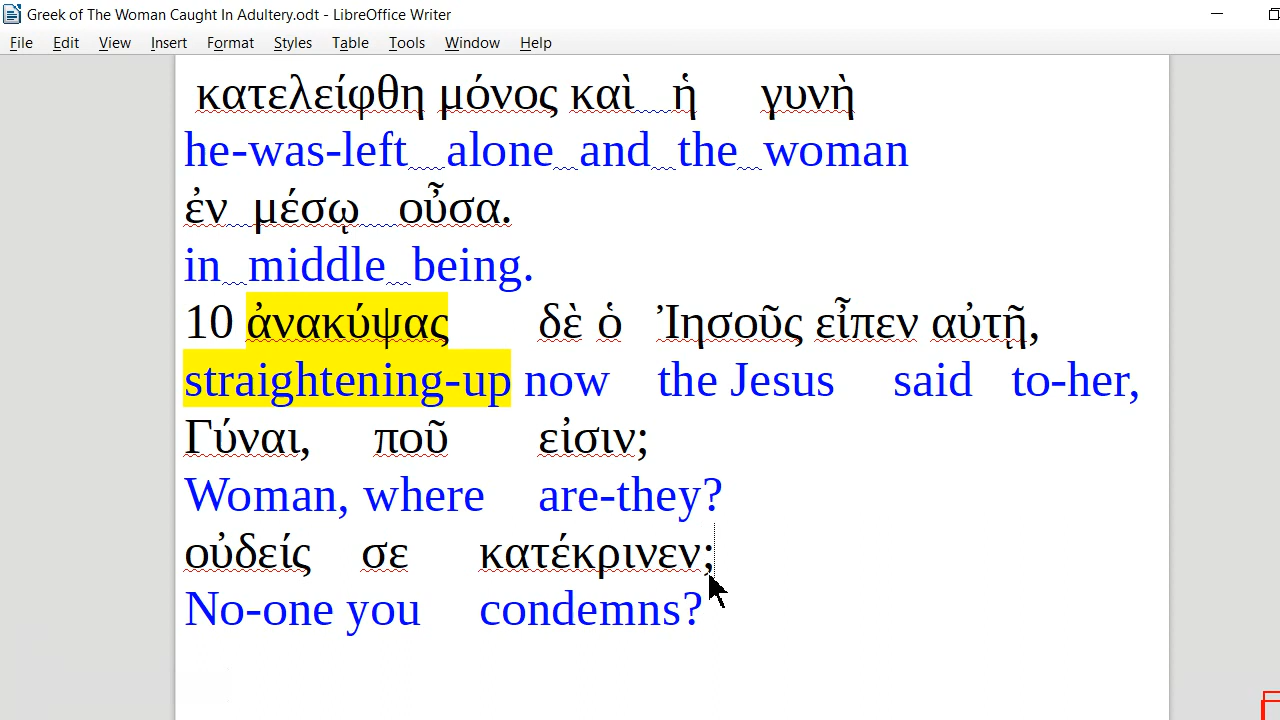 Greek of The Woman Caught In Adultery.odt - LibreOffice Writer
File Edit View Insert Format Styles Table Tools Window Help
κατελείφθη μόνος καὶ ἡ γυνὴ
he-was-left alone and the woman
ἐν μέσῳ οὖσα.
in middle being.
10 ἀνακύψας δὲ ὁ Ἰησοῦς εἶπεν αὐτῇ,
straightening-up now the Jesus said to-her,
Γύναι, ποῦ εἰσιν;
Woman, where are-they?
οὐδείς σε κατέκρινεν;
No-one you condemns?